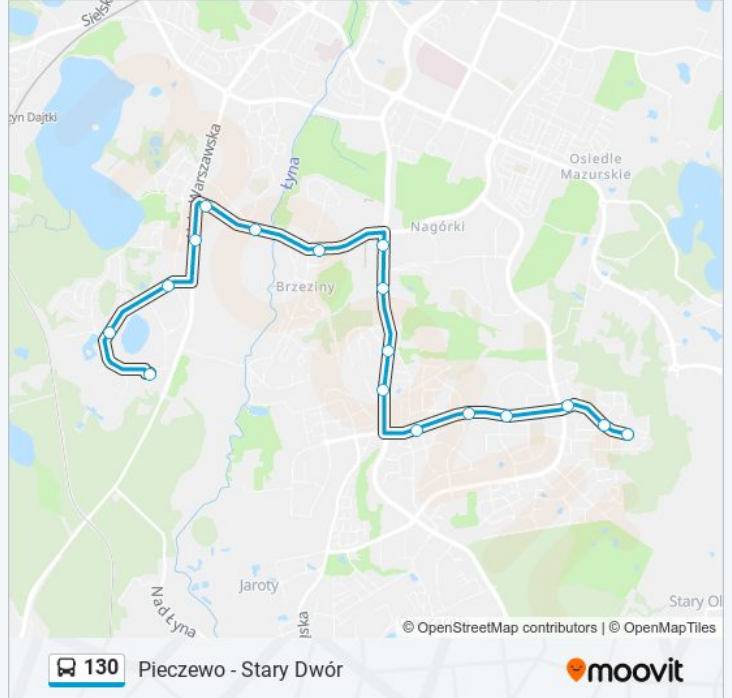 Sielsk
zyn Dajtki
Warszawska
Łyna
Osiedle
Mazurskie
Nagórki
Brzeziny
Jaroty
Nad Łyną
ska
Stary Ol
© OpenStreetMap contributors | © OpenMapTiles
130 Pieczewo - Stary Dwór
moovit